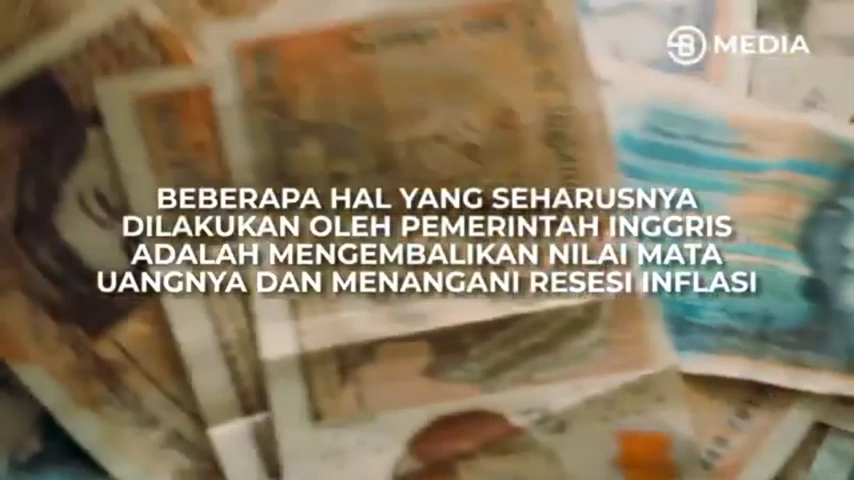 MEDIA
BEBERAPA HAL YANG SEHARUSNYA
DILAKUKAN OLEH PEMERINTAH INGGRIS
ADALAH MENGEMBALIKAN NILAI MATA
UANGNYA DAN MENANGANI RESESI INFLASI